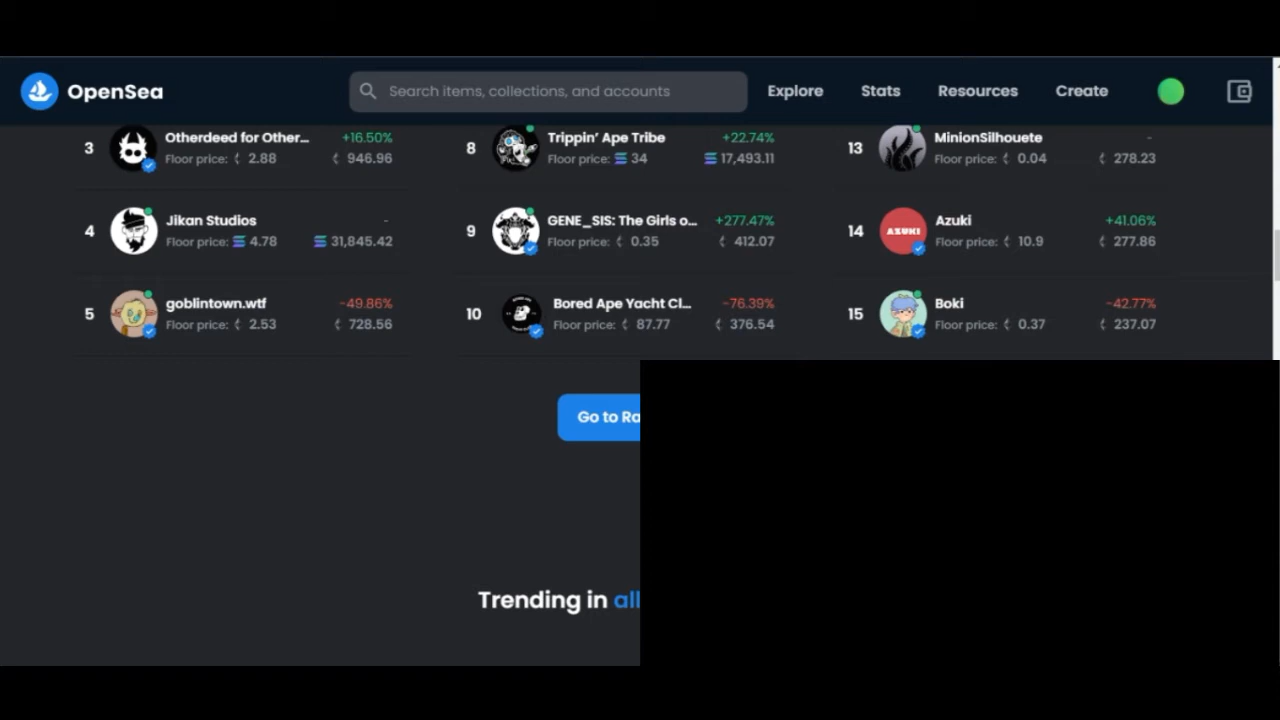 OpenSea
Search items, collections, and accounts
Explore
Stats
Resources
Create
3
Otherdeed for Other...
+16.50%
Floor price: 2.88
946.96
8
Trippin' Ape Tribe
+22.74%
Floor price: 34
17,493.11
13
MinionSilhouete
-
Floor price: 0.04
278.23
4
Jikan Studios
-
Floor price: 4.78
31,845.42
9
GENE_SIS: The Girls o...
+277.47%
Floor price: 0.35
412.07
14
AZUKI
Azuki
+41.06%
Floor price: 10.9
277.86
5
goblintown.wtf
-49.86%
Floor price: 2.53
728.56
10
Bored Ape Yacht Cl...
-76.39%
Floor price: 87.77
376.54
15
Boki
-42.77%
Floor price: 0.37
237.07
Go to Ra
Trending in all